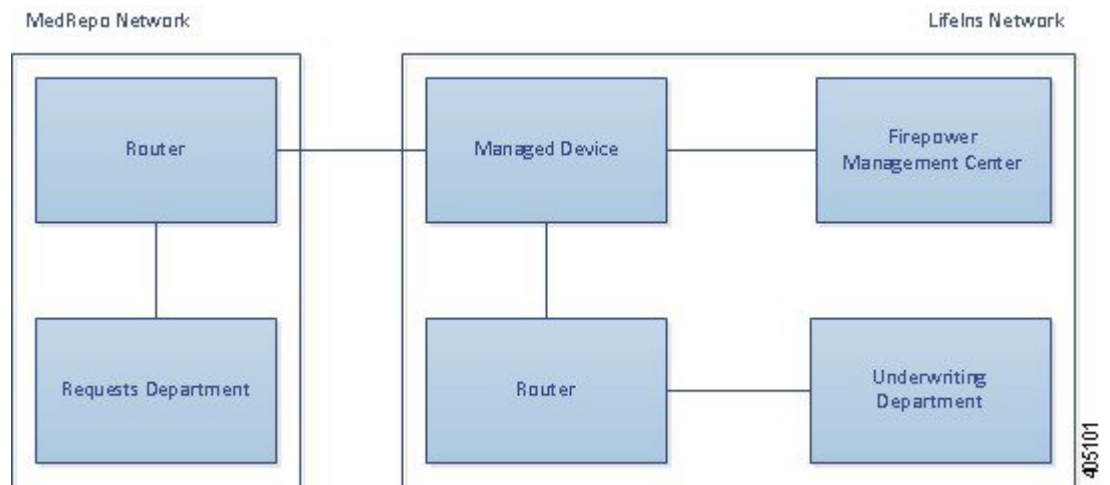 MedRepo Network
LifeIns Network
Router
Managed Device
Firepower
Management Center
Requests Department
Router
Underwriting
Department
405101